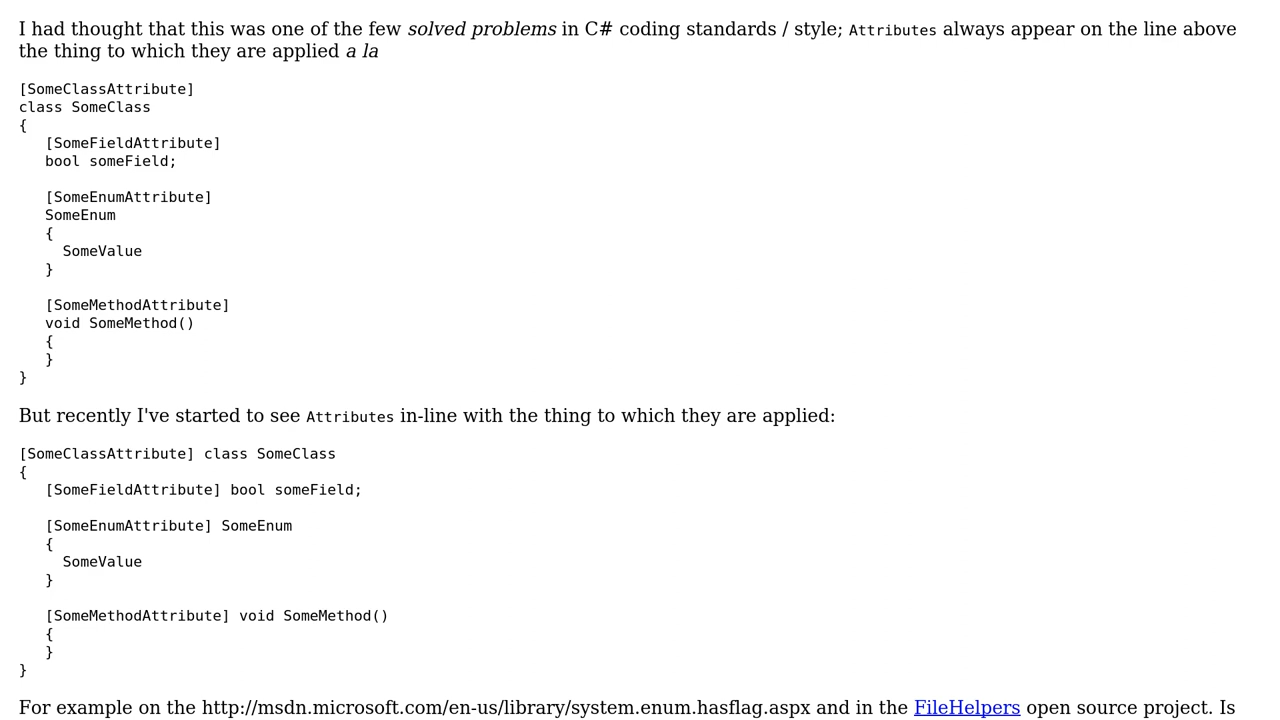 I had thought that this was one of the few solved problems in C# coding standards / style; Attributes always appear on the line above
the thing to which they are applied a la
[SomeClassAttribute]
class SomeClass
{
   [SomeFieldAttribute]
   bool someField;

   [SomeEnumAttribute]
   SomeEnum
   {
     SomeValue
   }

   [SomeMethodAttribute]
   void SomeMethod()
   {
   }
}
But recently I've started to see Attributes in-line with the thing to which they are applied:
[SomeClassAttribute] class SomeClass
{
   [SomeFieldAttribute] bool someField;

   [SomeEnumAttribute] SomeEnum
   {
     SomeValue
   }

   [SomeMethodAttribute] void SomeMethod()
   {
   }
}
For example on the http://msdn.microsoft.com/en-us/library/system.enum.hasflag.aspx and in the FileHelpers open source project. Is